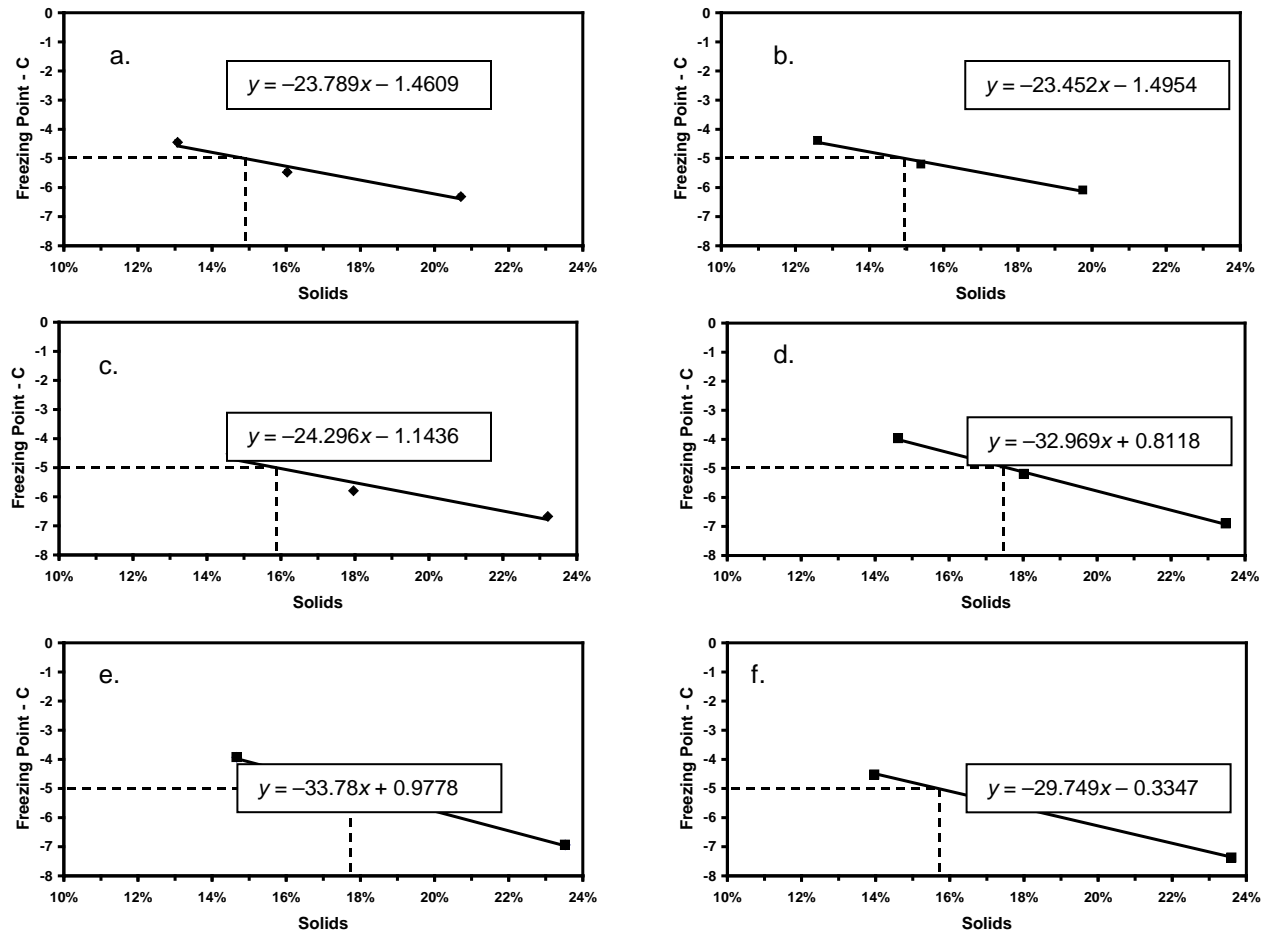 a.
y = –23.789x – 1.4609
Freezing Point - C
0
-1
-2
-3
-4
-5
-6
-7
-8
10% 12% 14% 16% 18% 20% 22% 24%
Solids
b.
y = –23.452x – 1.4954
Freezing Point - C
0
-1
-2
-3
-4
-5
-6
-7
-8
10% 12% 14% 16% 18% 20% 22% 24%
Solids
c.
y = –24.296x – 1.1436
Freezing Point - C
0
-1
-2
-3
-4
-5
-6
-7
-8
10% 12% 14% 16% 18% 20% 22% 24%
Solids
d.
y = –32.969x + 0.8118
Freezing Point - C
0
-1
-2
-3
-4
-5
-6
-7
-8
10% 12% 14% 16% 18% 20% 22% 24%
Solids
e.
y = –33.78x + 0.9778
Freezing Point - C
0
-1
-2
-3
-4
-5
-6
-7
-8
10% 12% 14% 16% 18% 20% 22% 24%
Solids
f.
y = –29.749x – 0.3347
Freezing Point - C
0
-1
-2
-3
-4
-5
-6
-7
-8
10% 12% 14% 16% 18% 20% 22% 24%
Solids